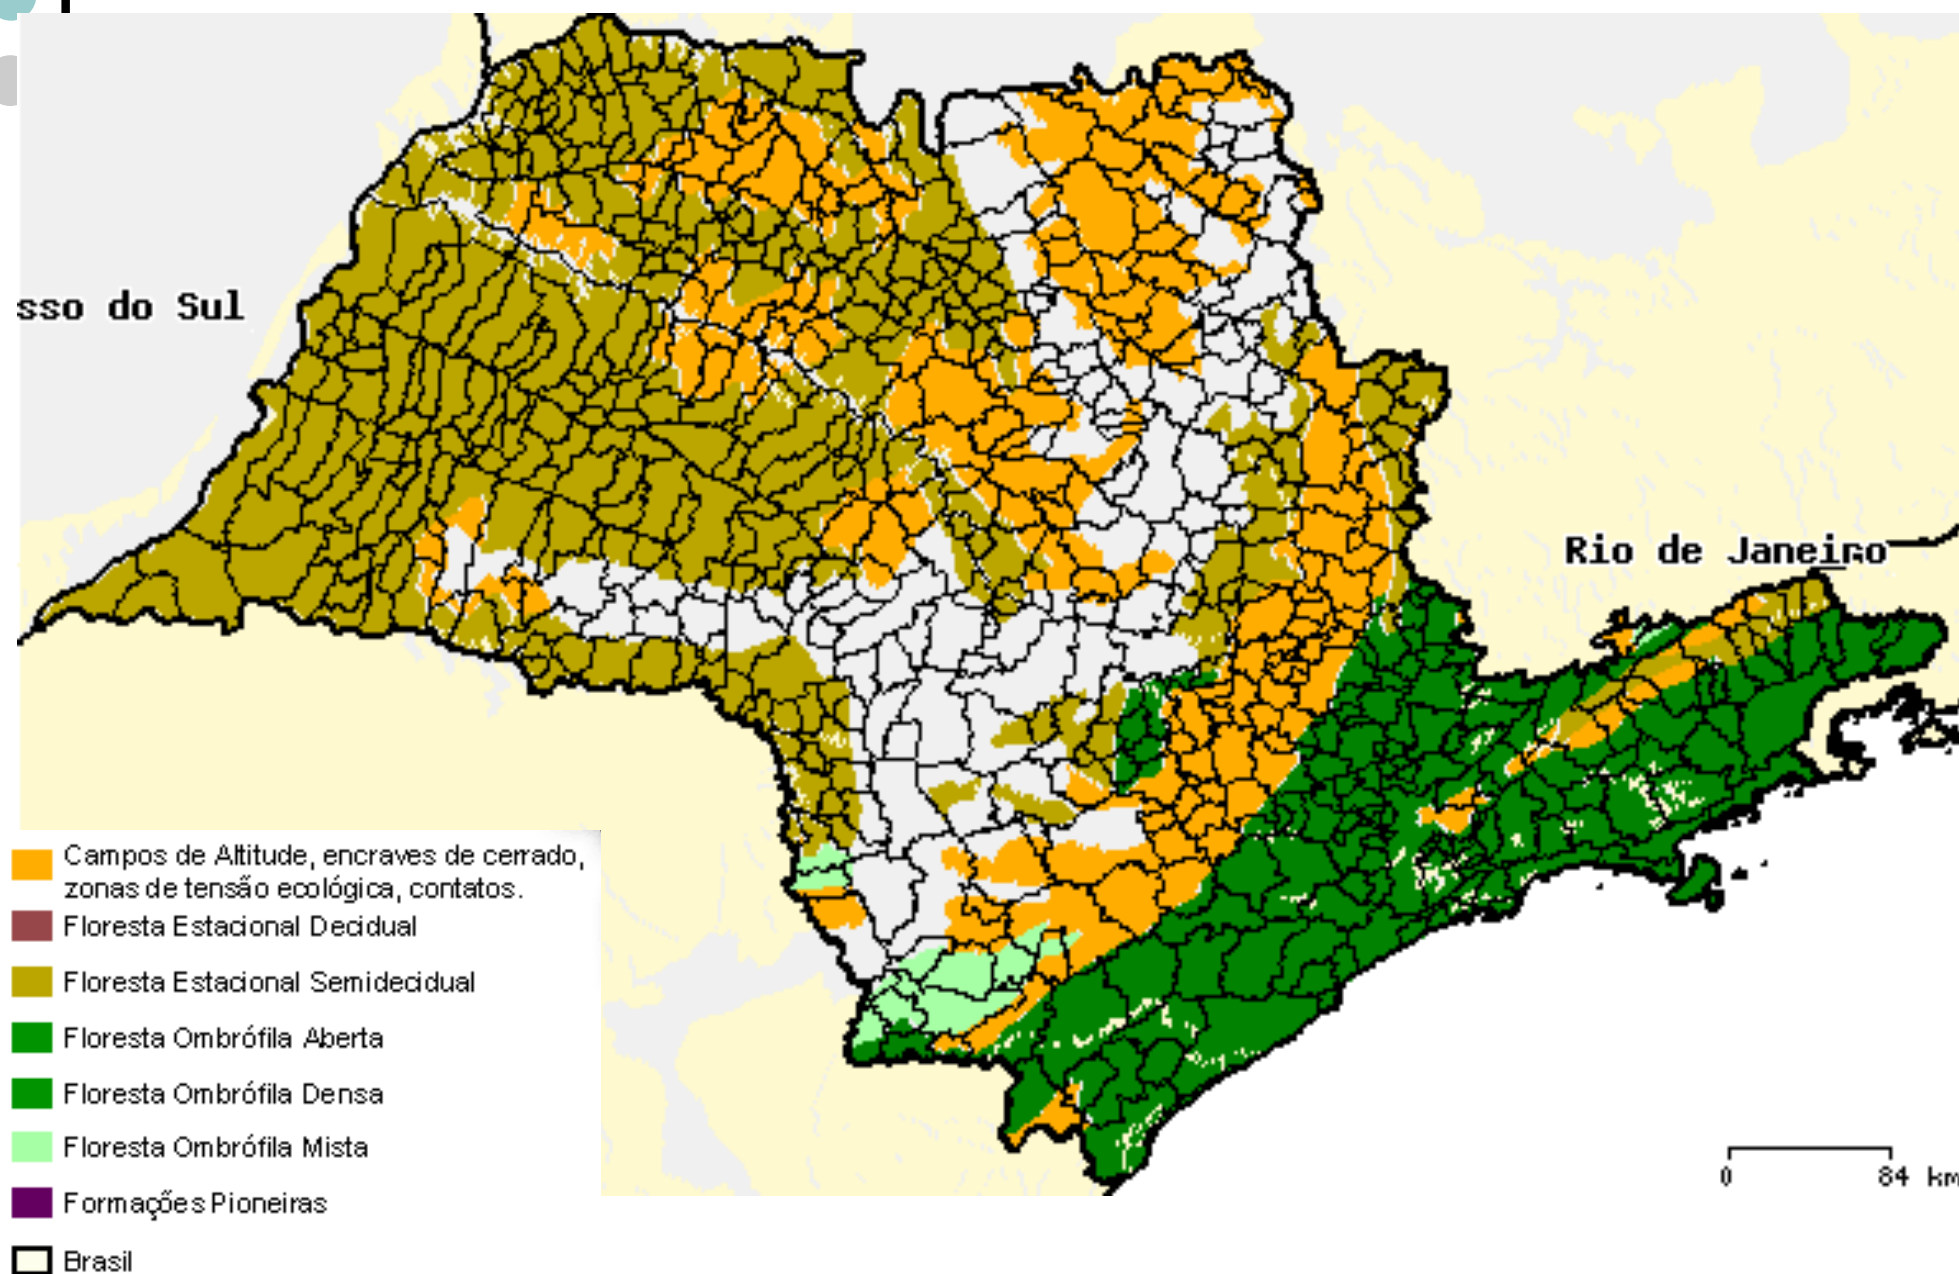 sso do Sul
Rio de Janeiro
Campos de Altitude, encraves de cerrado,
zonas de tensão ecológica, contatos.
Floresta Estacional Decidual
Floresta Estacional Semidecidual
Floresta Ombrófila Aberta
Floresta Ombrófila Densa
Floresta Ombrófila Mista
Formações Pioneiras
Brasil
0 84 km